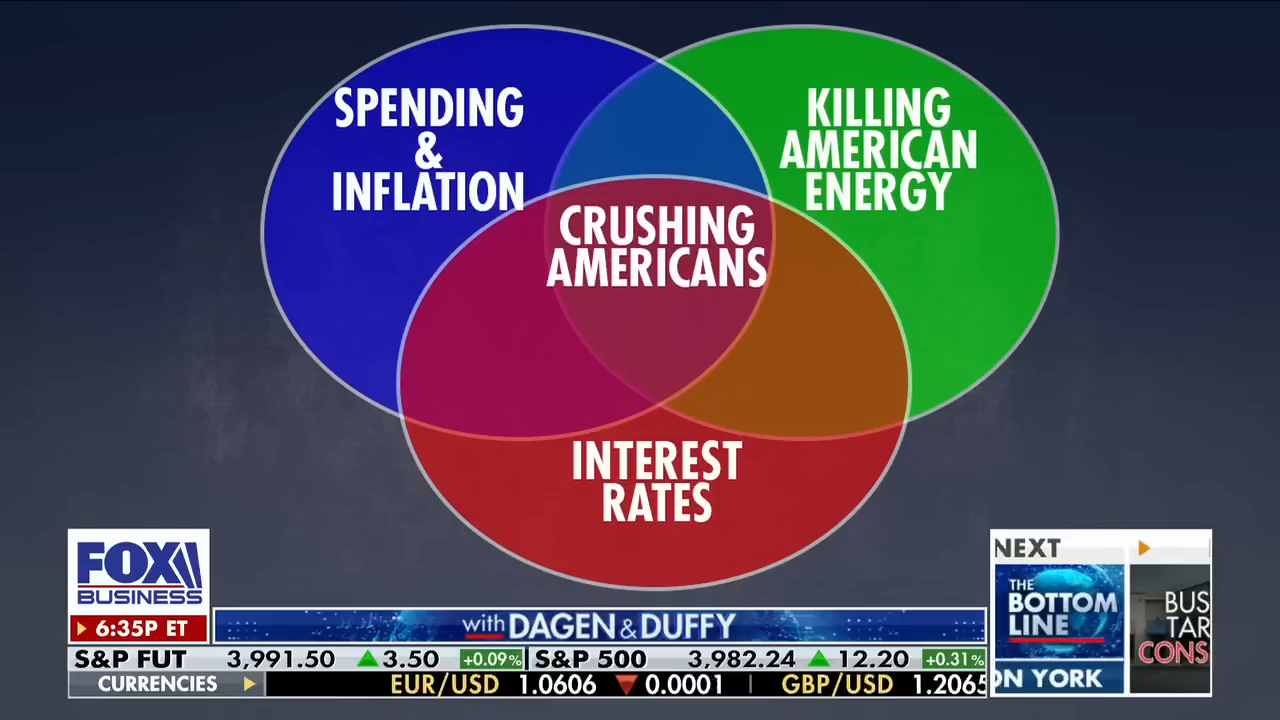 SPENDING
&
INFLATION
KILLING
AMERICAN
ENERGY
CRUSHING
AMERICANS
INTEREST
RATES
FOX
BUSINESS
6:35P ET
with DAGEN & DUFFY
S&P FUT 3,991.50 3.50 +0.09% S&P 500 3,982.24 12.20 +0.31%
CURRENCIES EUR/USD 1.0606 0.0001 | GBP/USD 1.2065
NEXT
THE
BOTTOM
LINE
ON YORK
BUS
TAR
CONS